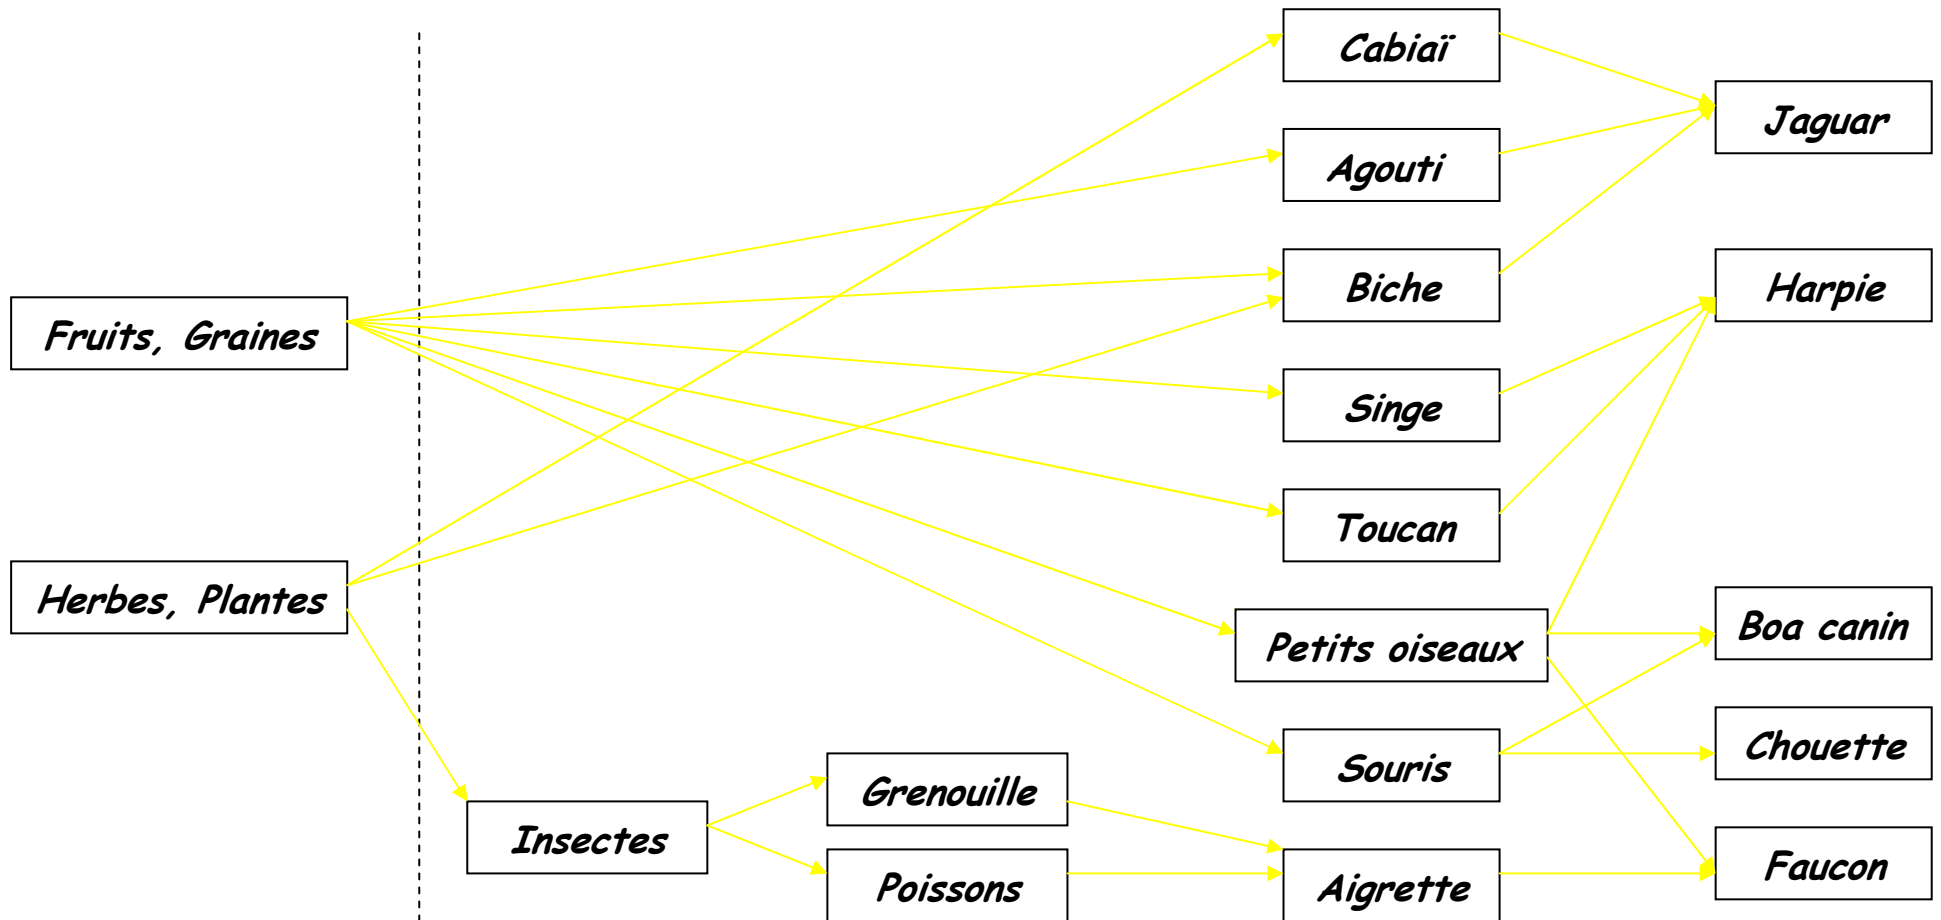 Cabiaï
Jaguar
Agouti
Biche
Harpie
Fruits, Graines
Singe
Toucan
Herbes, Plantes
Boa canin
Petits oiseaux
Chouette
Souris
Grenouille
Insectes
Faucon
Poissons
Aigrette